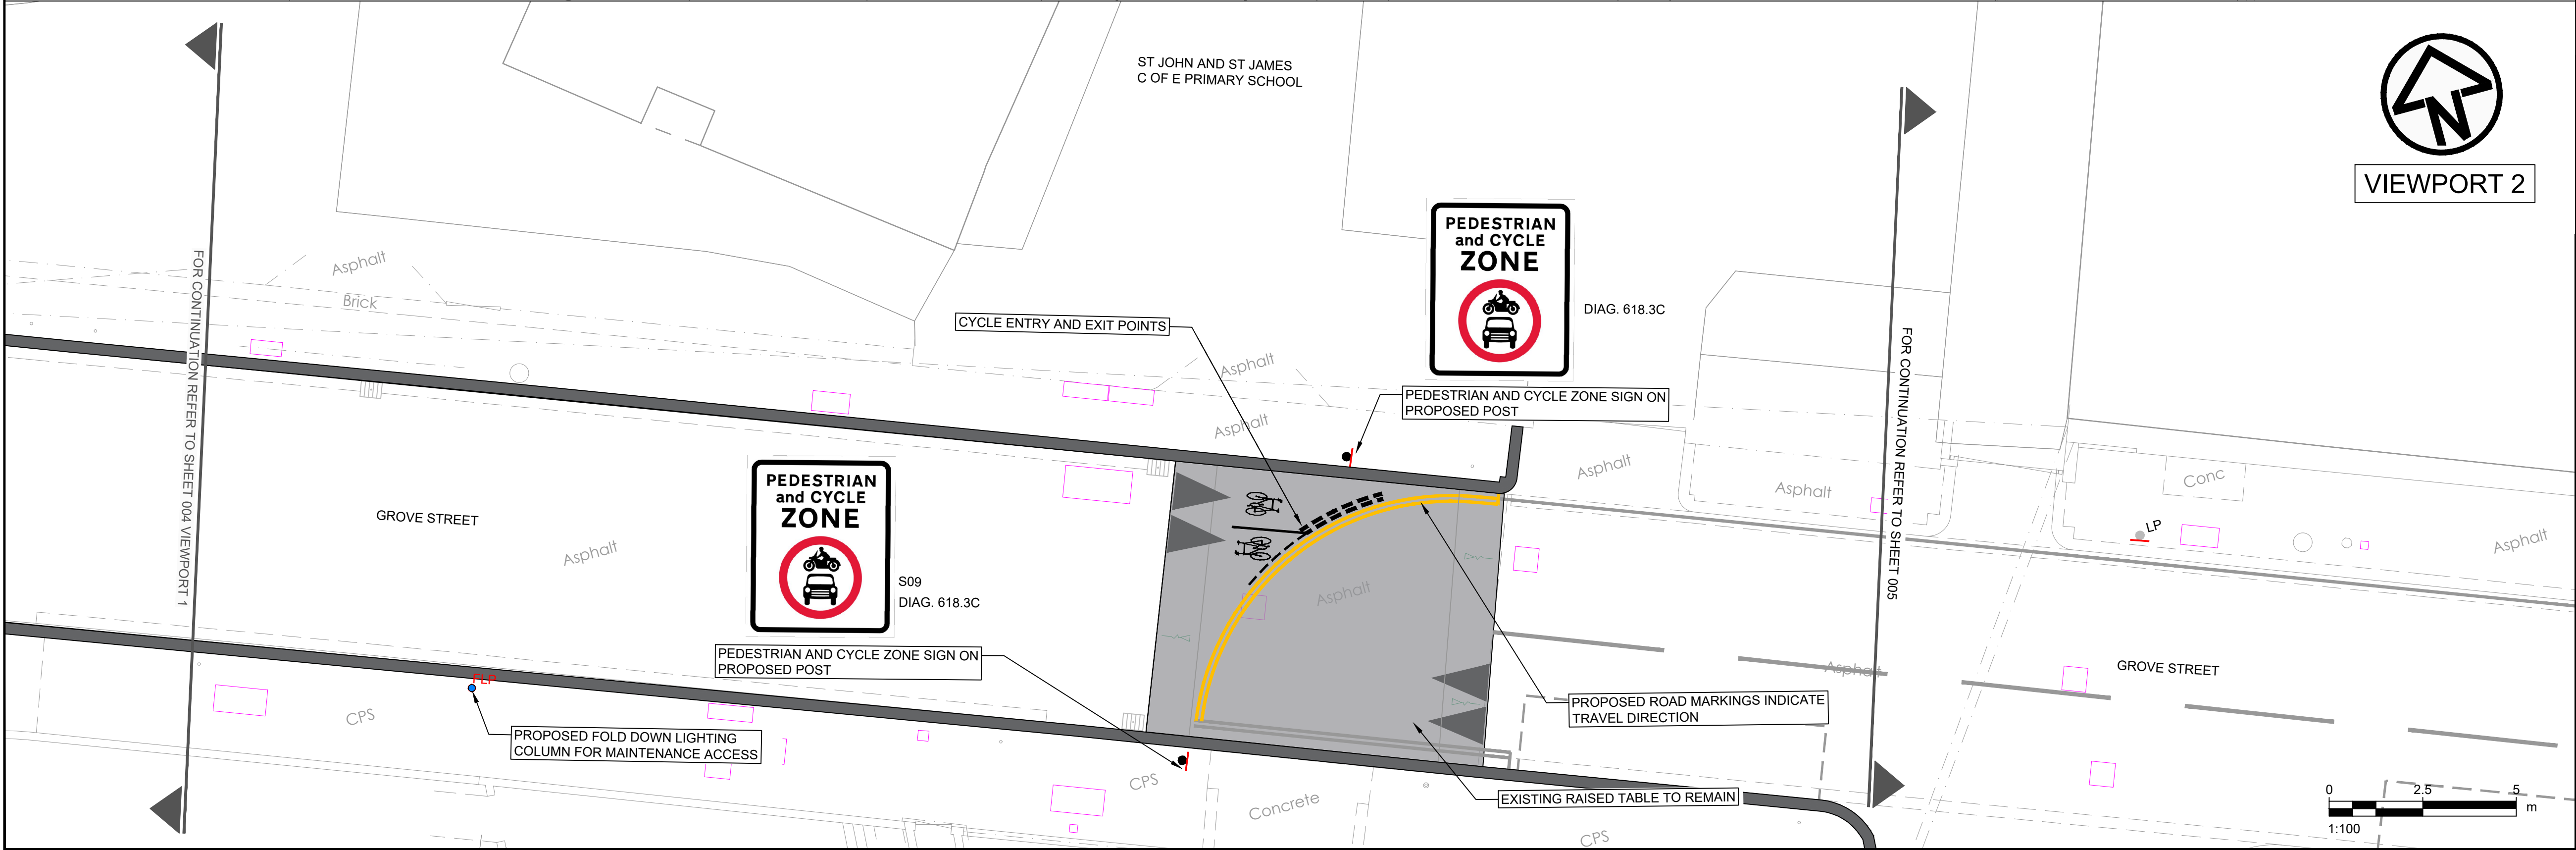 ST JOHN AND ST JAMES
C OF E PRIMARY SCHOOL
N
VIEWPORT 2
FOR CONTINUATION REFER TO SHEET 004 VIEWPORT 1
Asphalt
Brick
CYCLE ENTRY AND EXIT POINTS
PEDESTRIAN
and CYCLE
ZONE
DIAG. 618.3C
PEDESTRIAN AND CYCLE ZONE SIGN ON
PROPOSED POST
Asphalt
Asphalt
FOR CONTINUATION REFER TO SHEET 005
Asphalt
Asphalt
Conc
LP
Asphalt
GROVE STREET
Asphalt
PEDESTRIAN
and CYCLE
ZONE
S09
DIAG. 618.3C
PEDESTRIAN AND CYCLE ZONE SIGN ON
PROPOSED POST
Asphalt
Asphalt
GROVE STREET
FLP
CPS
PROPOSED FOLD DOWN LIGHTING
COLUMN FOR MAINTENANCE ACCESS
PROPOSED ROAD MARKINGS INDICATE
TRAVEL DIRECTION
CPS
Concrete
EXISTING RAISED TABLE TO REMAIN
CPS
0 2.5 5
m
1:100